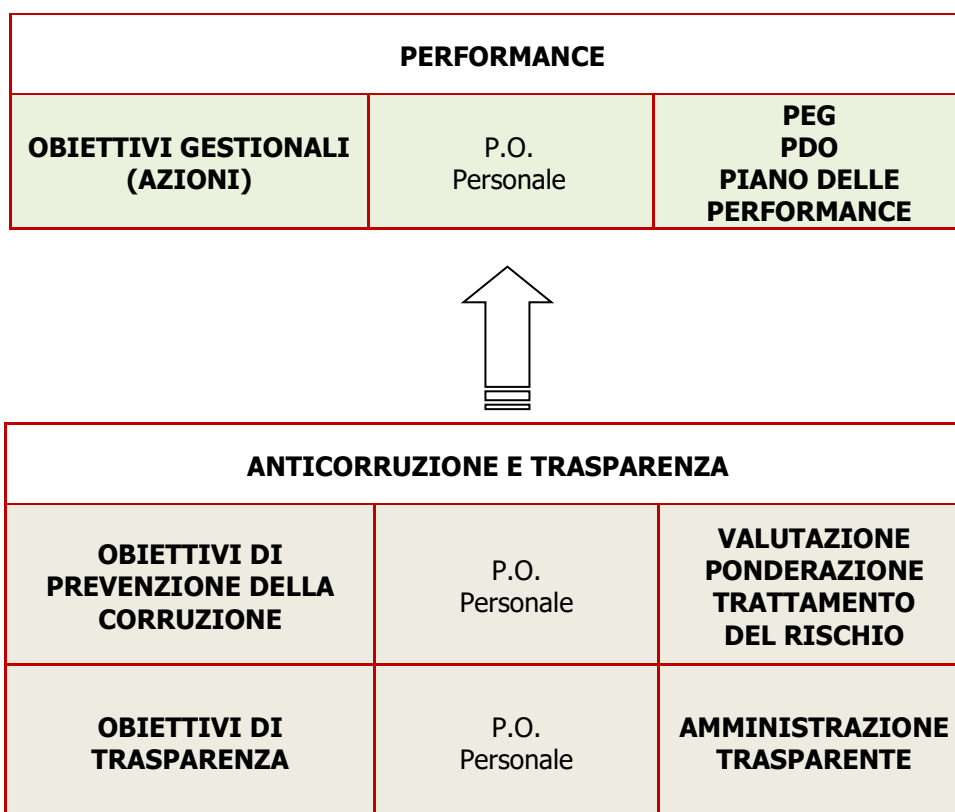 PERFORMANCE
OBIETTIVI GESTIONALI
(AZIONI)
P.O.
Personale
PEG
PDO
PIANO DELLE
PERFORMANCE
ANTICORRUZIONE E TRASPARENZA
OBIETTIVI DI
PREVENZIONE DELLA
CORRUZIONE
P.O.
Personale
VALUTAZIONE
PONDERAZIONE
TRATTAMENTO
DEL RISCHIO
OBIETTIVI DI
TRASPARENZA
P.O.
Personale
AMMINISTRAZIONE
TRASPARENTE